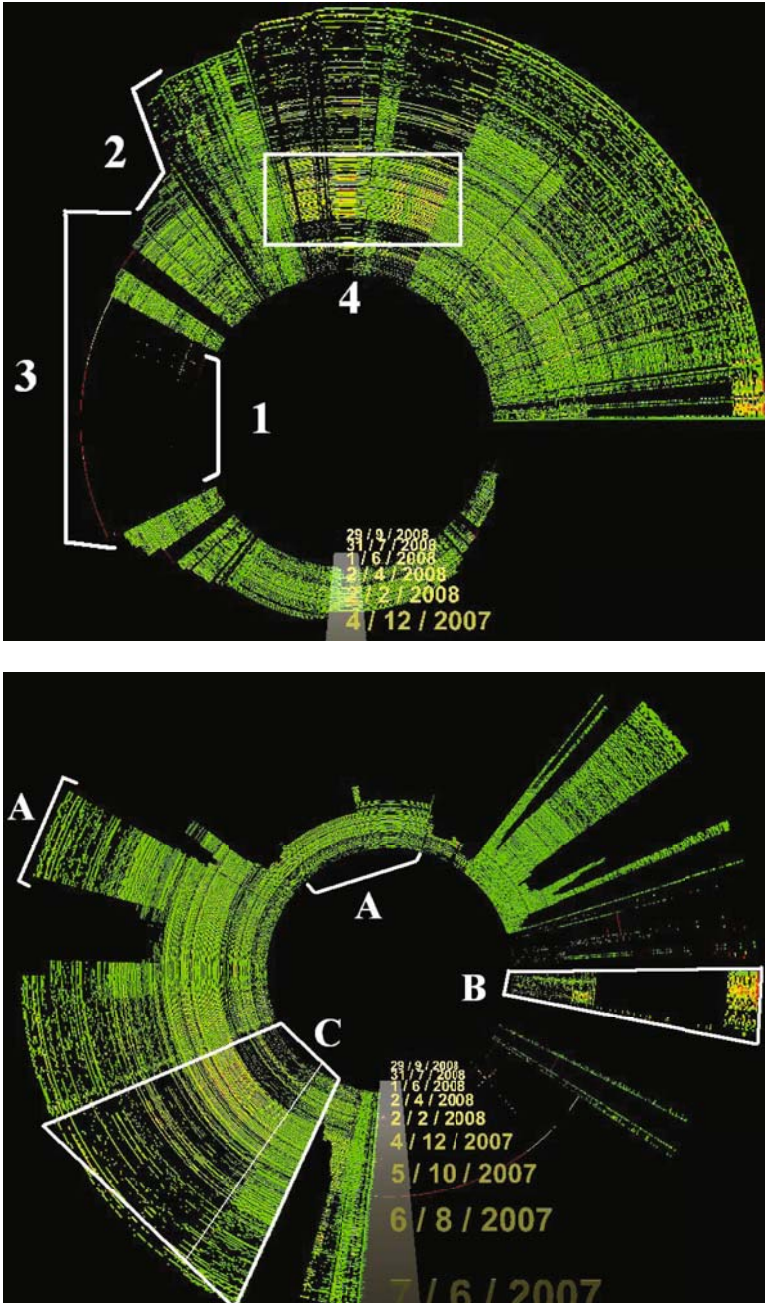 2
4
3
1
29 / 9 / 2008
31 / 7 / 2008
1 / 6 / 2008
2 / 4 / 2008
2 / 2 / 2008
4 / 12 / 2007
A
A
B
C
29 / 9 / 2008
31 / 7 / 2008
1 / 6 / 2008
2 / 4 / 2008
2 / 2 / 2008
4 / 12 / 2007
5 / 10 / 2007
6 / 8 / 2007
7 / 6 / 2007